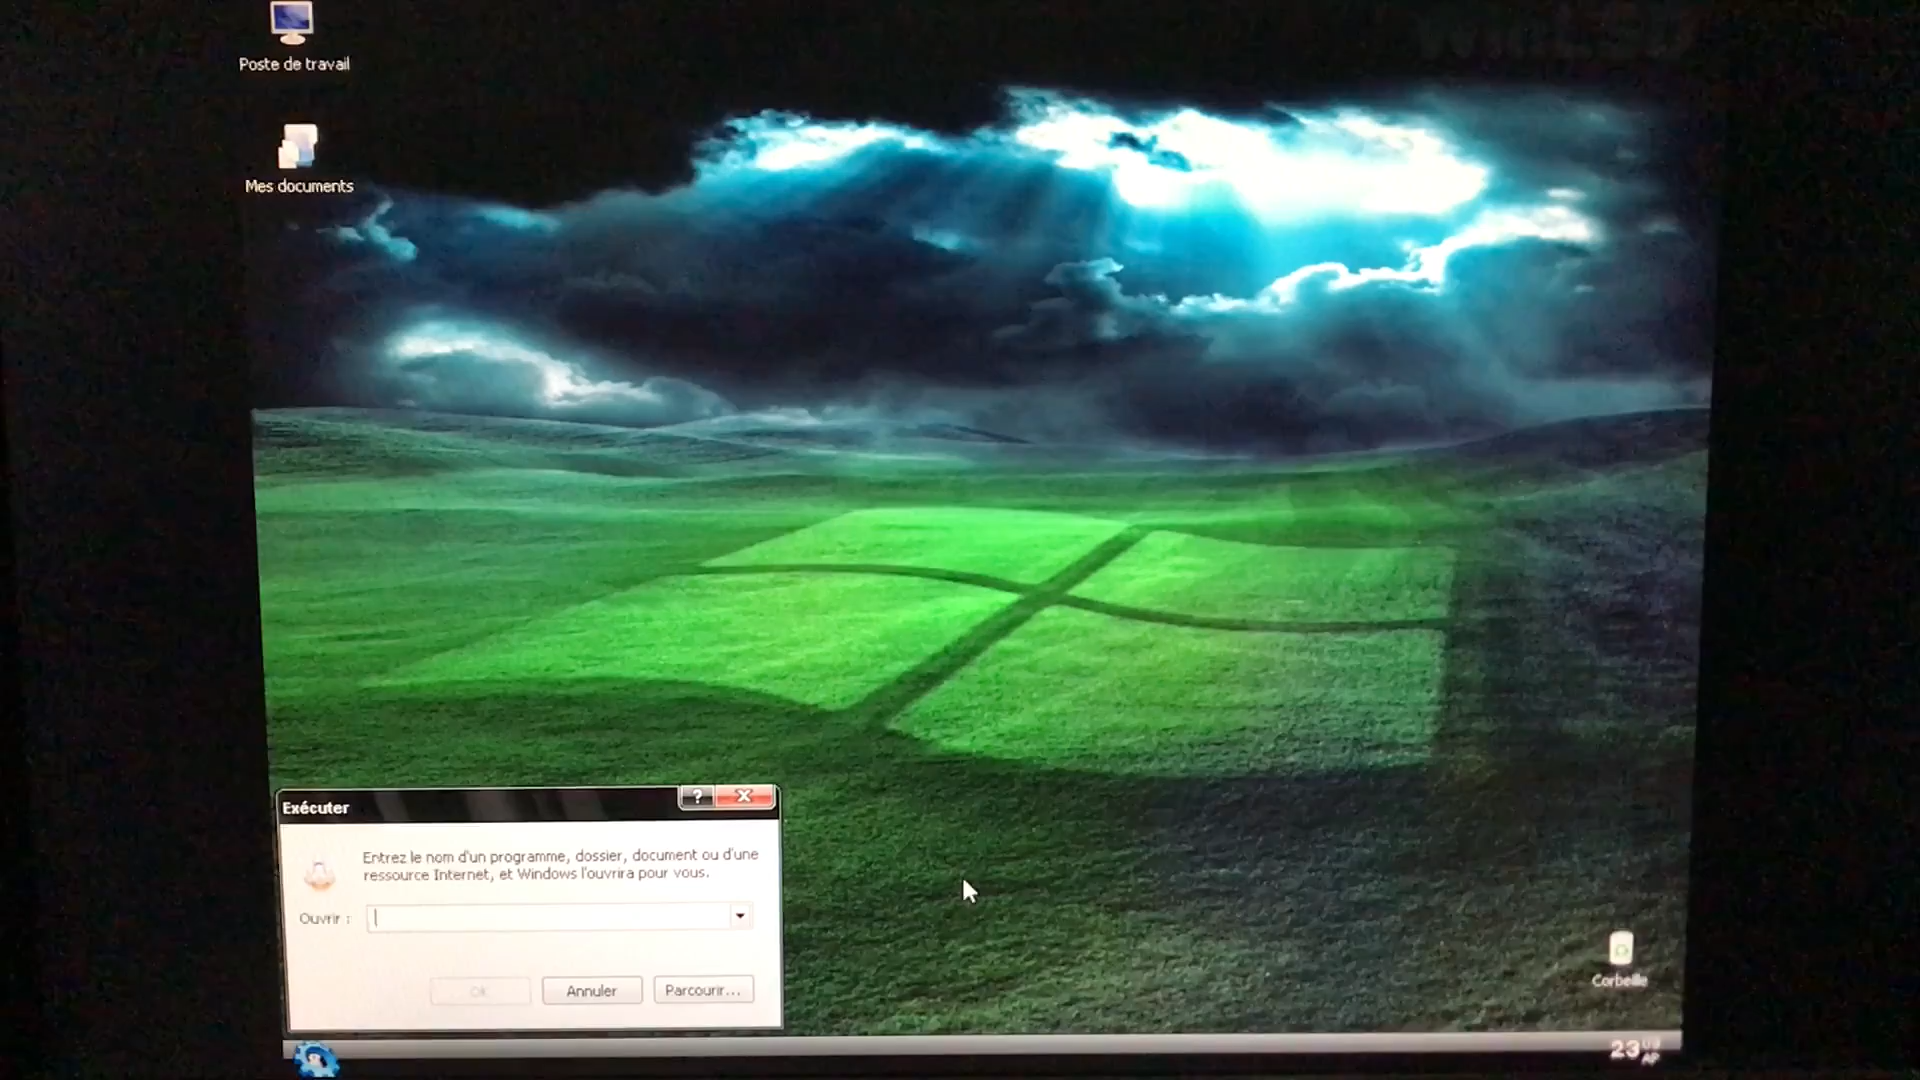 Poste de travail
Mes documents
Exécuter
?
Entrez le nom d'un programme, dossier, document ou d'une
ressource Internet, et Windows l'ouvrira pour vous.
Ouvrir :
Ok
Annuler
Parcourir...
Corbeille
23